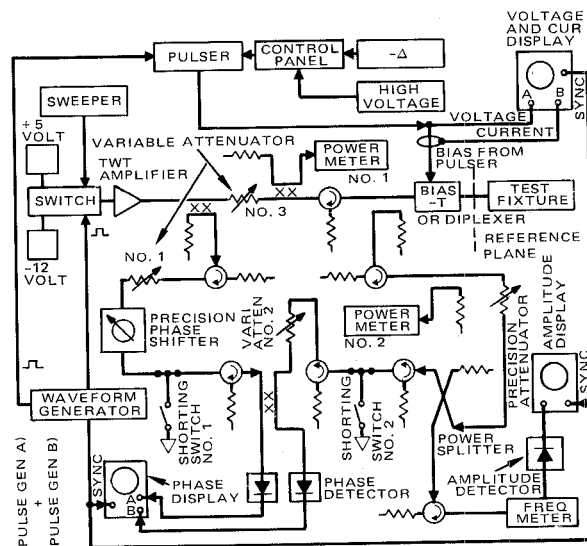 VOLTAGE
AND CUR
DISPLAY
PULSER
CONTROL
PANEL
-Δ
HIGH
VOLTAGE
A
B
SYNC
SWEEPER
VOLTAGE
CURRENT
BIAS FROM
PULSER
+5
VOLT
VARIABLE ATTENUATOR
TWT
AMPLIFIER
POWER
METER
NO. 1
XX
SWITCH
XX
NO. 3
BIAS
-T
TEST
FIXTURE
OR DIPLEXER
REFERENCE
PLANE
-12
VOLT
NO. 1
PRECISION
PHASE
SHIFTER
VARI
ATTEN
NO. 2
POWER
METER
NO. 2
PRECISION
ATTENUATOR
AMPLITUDE
DISPLAY
SYNC
WAVEFORM
GENERATOR
SHORTING
SWITCH
NO. 1
XX
SHORTING
SWITCH
NO. 2
POWER
SPLITTER
AMPLITUDE
DETECTOR
PULSE GEN A)
+
PULSE GEN B)
SYNC
A
B
PHASE
DISPLAY
PHASE
DETECTOR
FREQ
METER